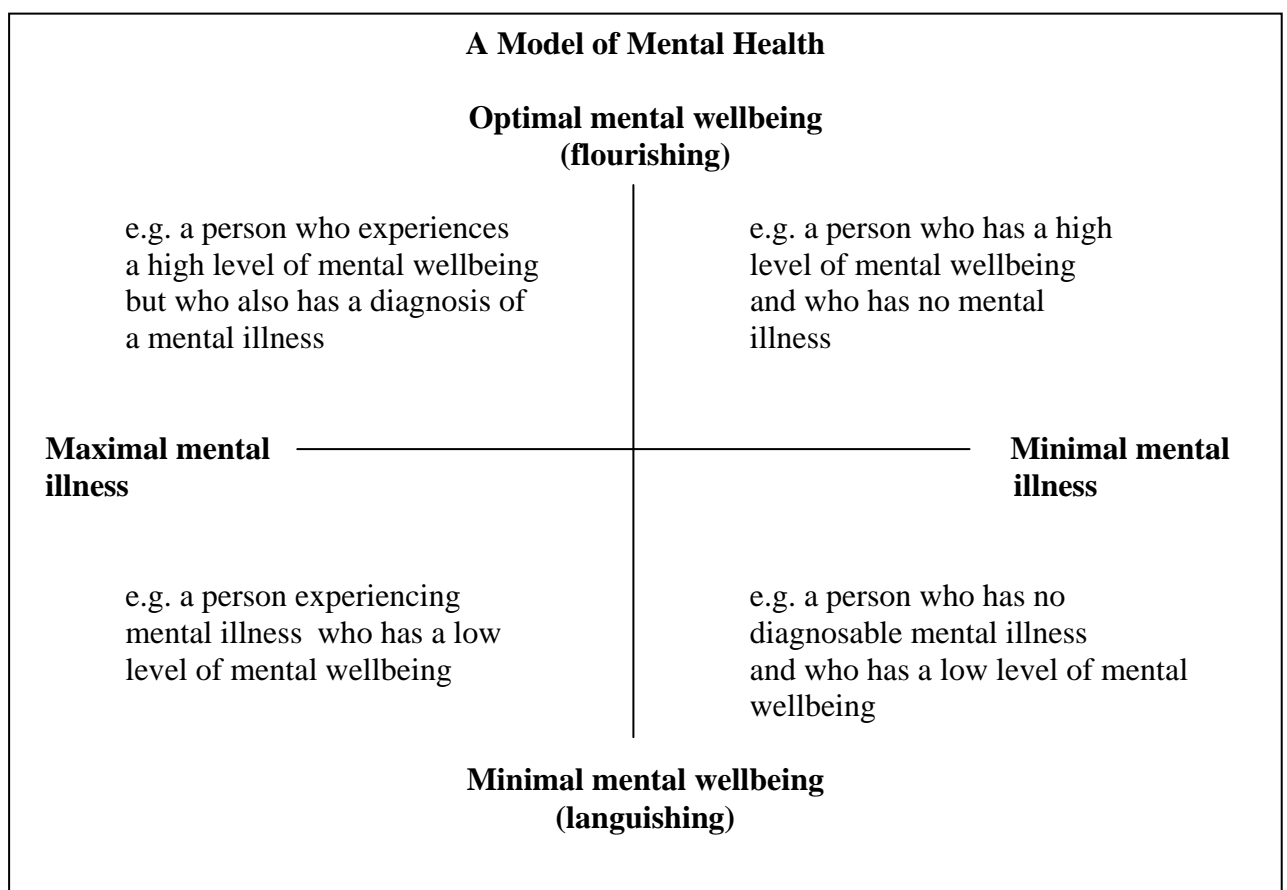 A Model of Mental Health
Optimal mental wellbeing
(flourishing)
e.g. a person who experiences
a high level of mental wellbeing
but who also has a diagnosis of
a mental illness
e.g. a person who has a high
level of mental wellbeing
and who has no mental
illness
Maximal mental
illness
Minimal mental
illness
e.g. a person experiencing
mental illness  who has a low
level of mental wellbeing
e.g. a person who has no
diagnosable mental illness
and who has a low level of mental
wellbeing
Minimal mental wellbeing
(languishing)